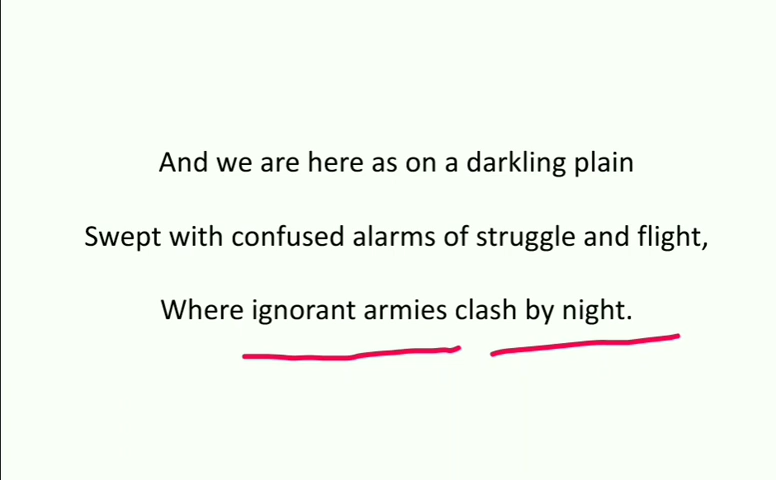 And we are here as on a darkling plain
Swept with confused alarms of struggle and flight,
Where ignorant armies clash by night.